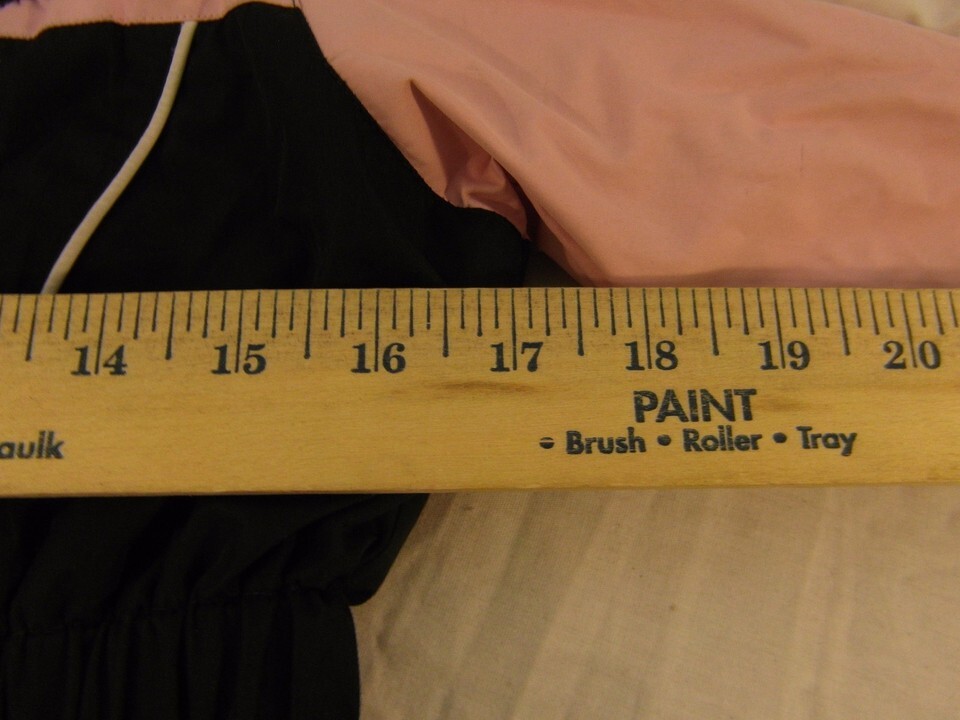 14 15 16 17 18 19 20
PAINT
aulk • Brush • Roller • Tray